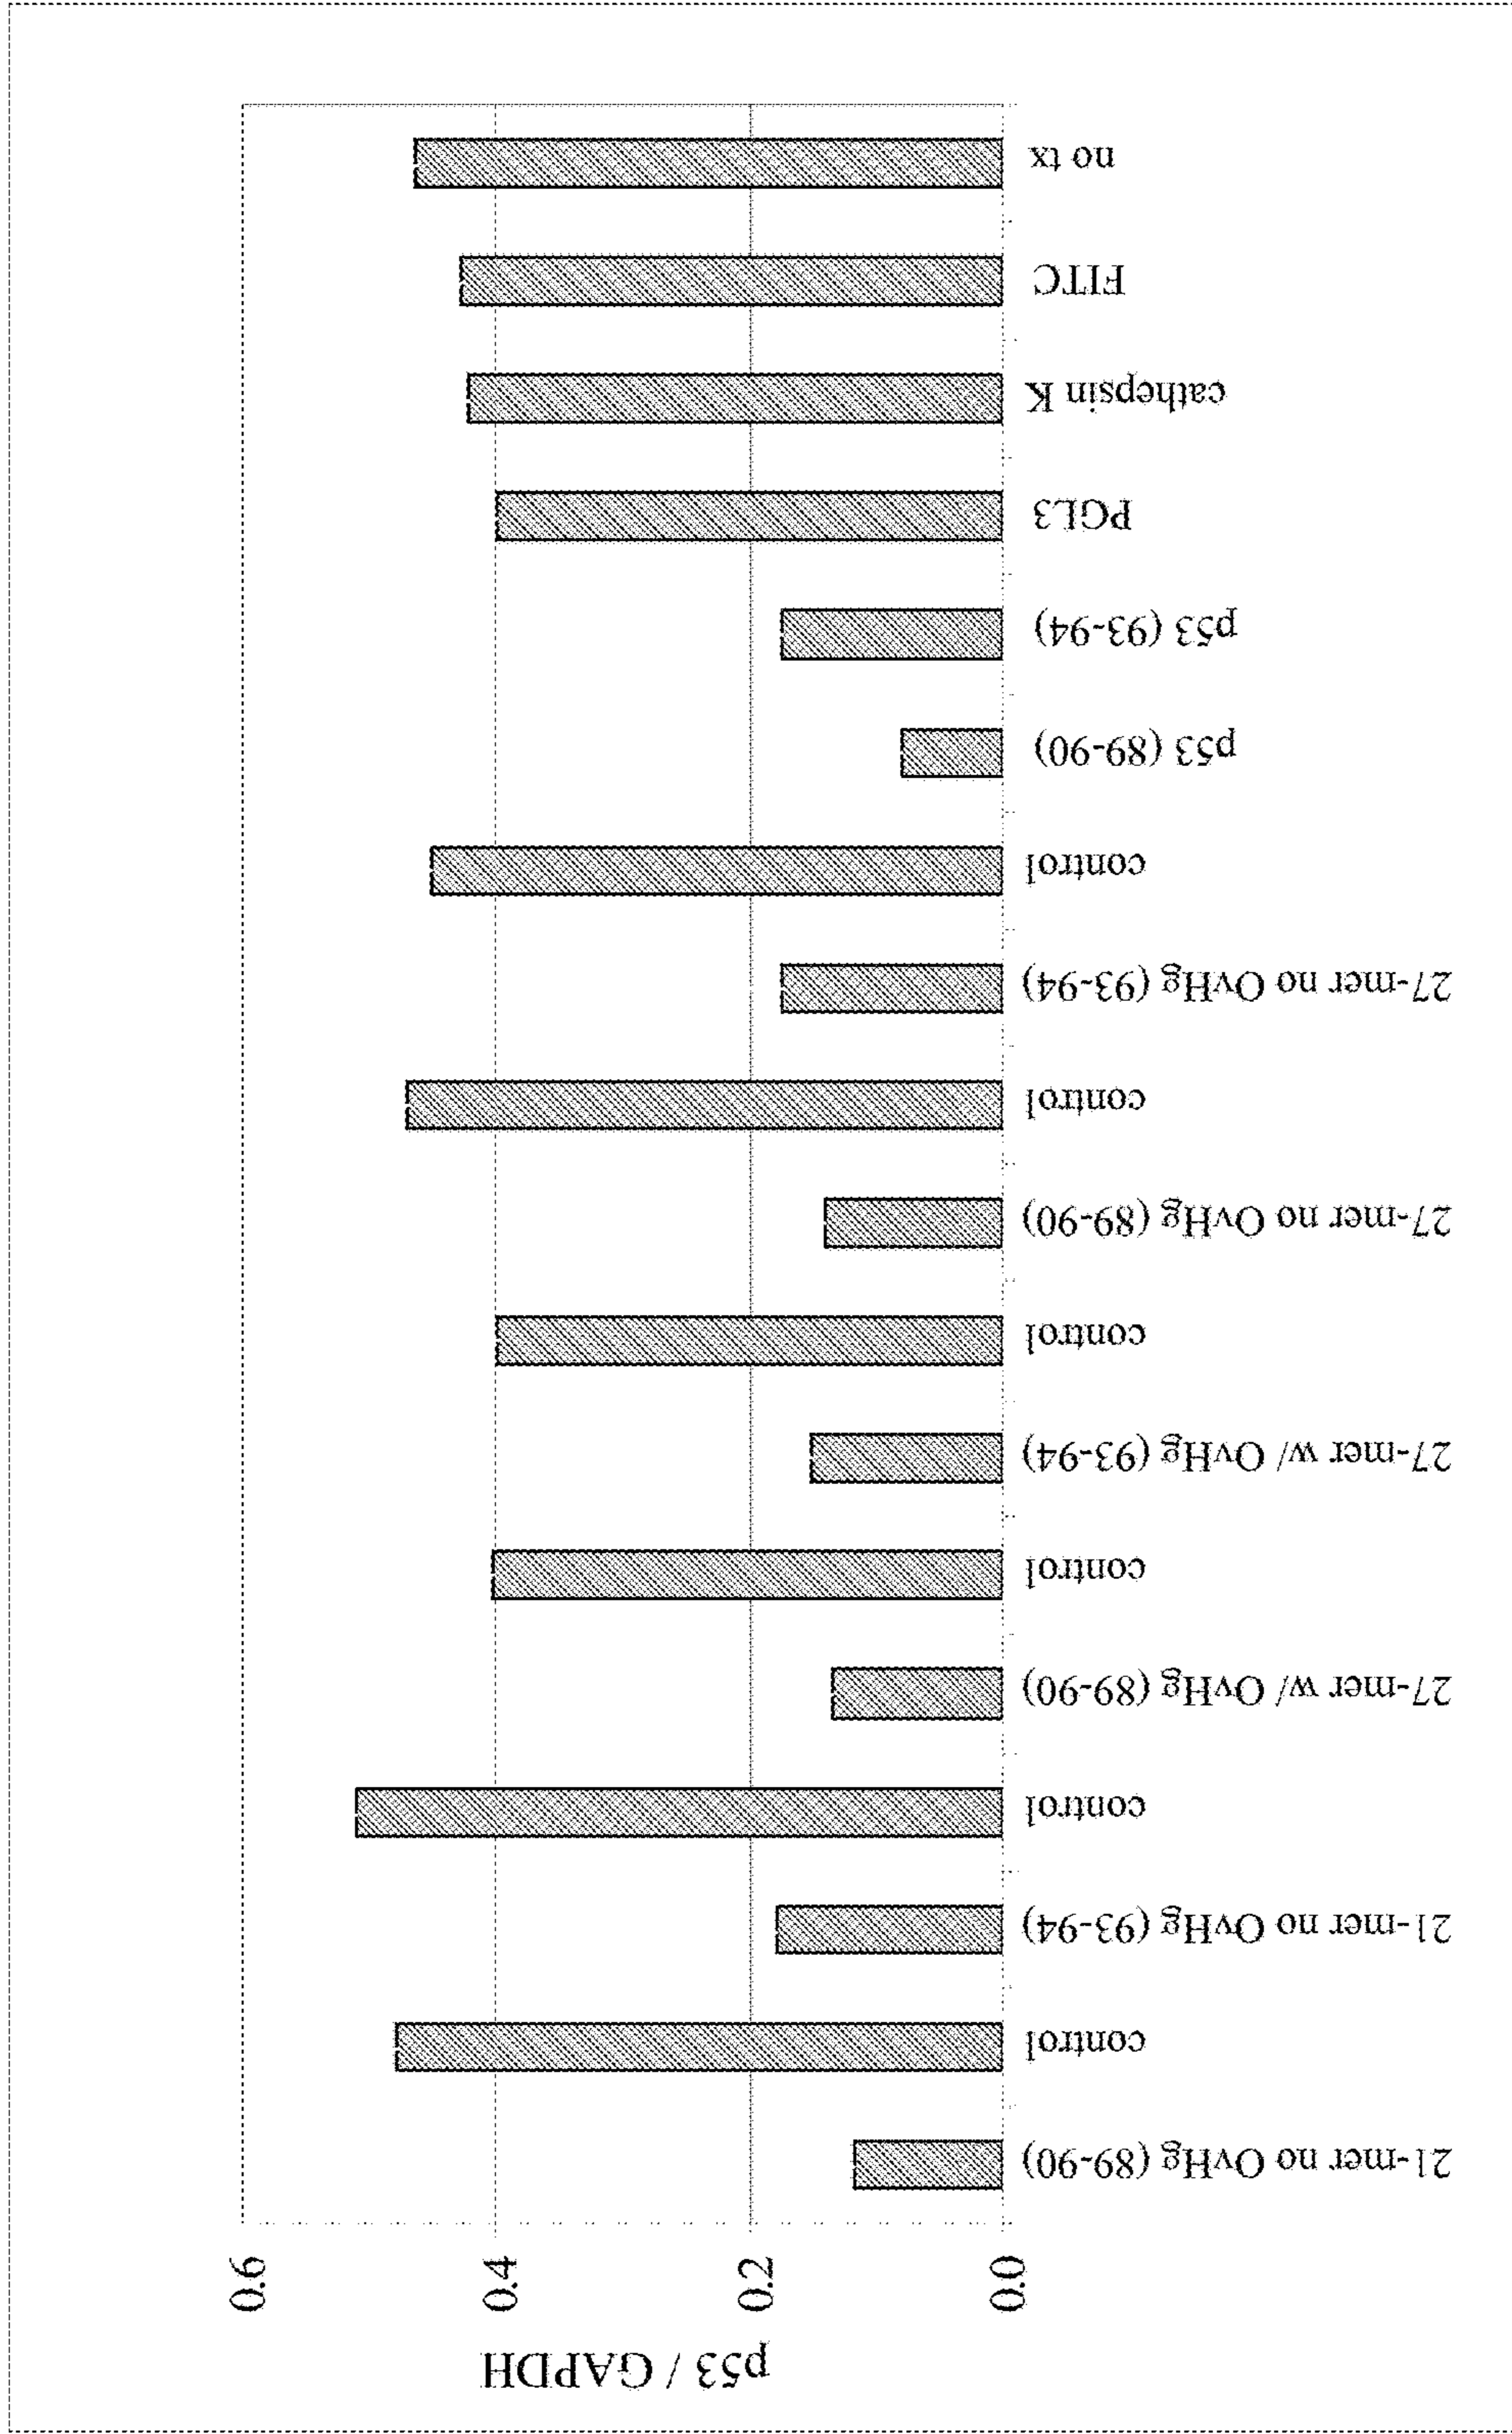 p53 / GAPDH
0.6
0.4
0.2
0.0
21-mer no OvHg (89-90)
control
21-mer no OvHg (93-94)
control
27-mer w/ OvHg (89-90)
control
27-mer w/ OvHg (93-94)
control
27-mer no OvHg (89-90)
control
27-mer no OvHg (93-94)
control
p53 (89-90)
p53 (93-94)
PGL3
cathepsin K
FITC
no tx